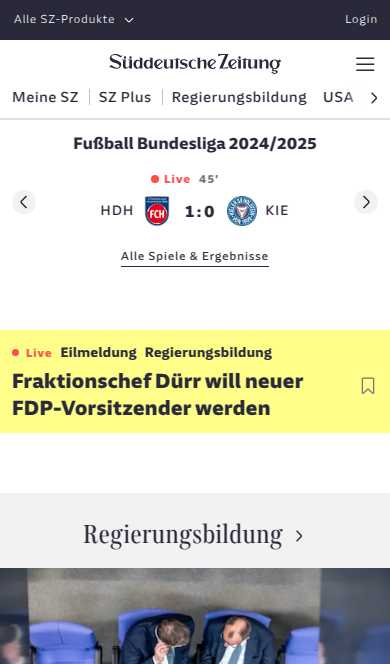 Alle SZ-Produkte
Login
Süddeutsche Zeitung
Meine SZ
SZ Plus
Regierungsbildung
USA
Fußball Bundesliga 2024/2025
Live 45'
HDH FCH 1:0 KIE
Alle Spiele & Ergebnisse
Live Eilmeldung Regierungsbildung
Fraktionschef Dürr will neuer
FDP-Vorsitzender werden
Regierungsbildung